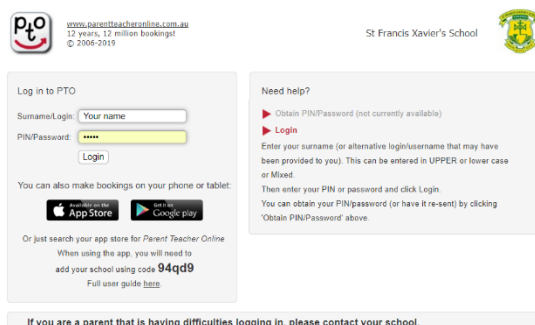 pto
www.parentteacheronline.com.au
12 years, 12 million bookings!
© 2006-2019
St Francis Xavier's School
Log in to PTO
Surname/Login: Your name
PIN/Password: •••••
Login
You can also make bookings on your phone or tablet:
Available on the
App Store
Get it on
Google play
Or just search your app store for Parent Teacher Online
When using the app, you will need to
add your school using code 94qd9
Full user guide here.
Need help?
Obtain PIN/Password (not currently available)
Login
Enter your surname (or alternative login/username that may have
been provided to you). This can be entered in UPPER or lower case
or Mixed.
Then enter your PIN or password and click Login.
You can obtain your PIN/password (or have it re-sent) by clicking
'Obtain PIN/Password' above.
If you are a parent that is having difficulties logging in, please contact your school.